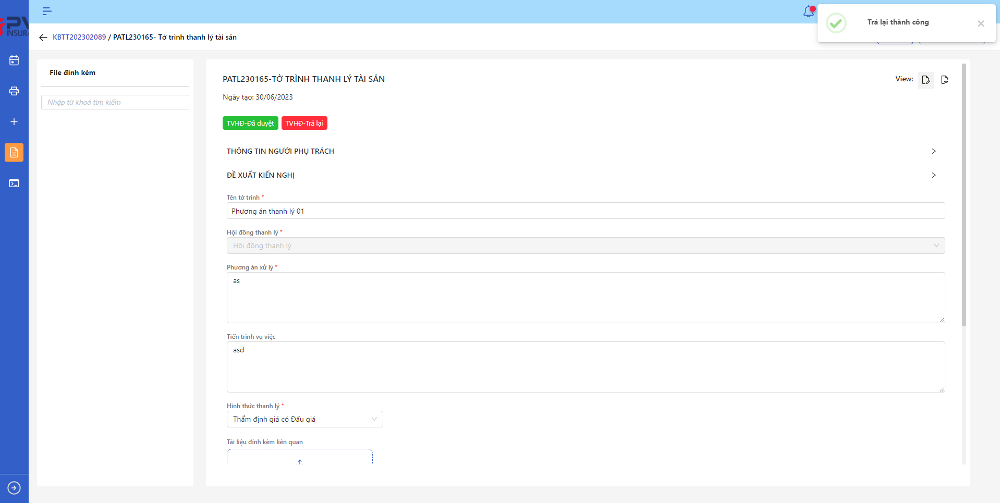 PV
INSURA
Trả lại thành công
KBTT202302089 / PATL230165- Tờ trình thanh lý tài sản
File đính kèm
Nhập từ khoá tìm kiếm
PATL230165-TỜ TRÌNH THANH LÝ TÀI SẢN
View:
Ngày tạo: 30/06/2023
TVHĐ-Đã duyệt
TVHĐ-Trả lại
THÔNG TIN NGƯỜI PHỤ TRÁCH
ĐỀ XUẤT KIẾN NGHỊ
Tên tờ trình *
Phương án thanh lý 01
Hội đồng thanh lý *
Hội đồng thanh lý
Phương án xử lý *
as
Tiến trình vụ việc
asd
Hình thức thanh lý *
Thẩm định giá có Đấu giá
Tài liệu đính kèm liên quan